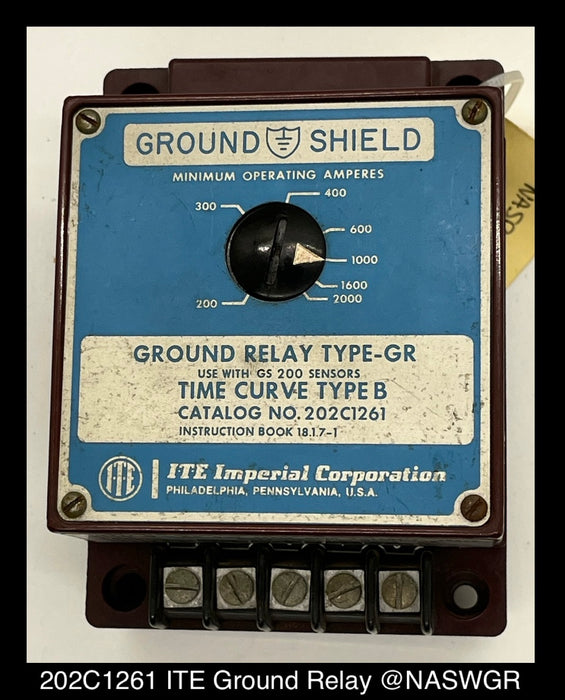 GROUND SHIELD
MINIMUM OPERATING AMPERES
400
300
600
1000
1600
200
2000
GROUND RELAY TYPE-GR
USE WITH GS 200 SENSORS
TIME CURVE TYPE B
CATALOG NO. 202C1261
INSTRUCTION BOOK 18.1.7-1
ITE ITE Imperial Corporation
PHILADELPHIA, PENNSYLVANIA, U.S.A.
202C1261 ITE Ground Relay @NASWGR